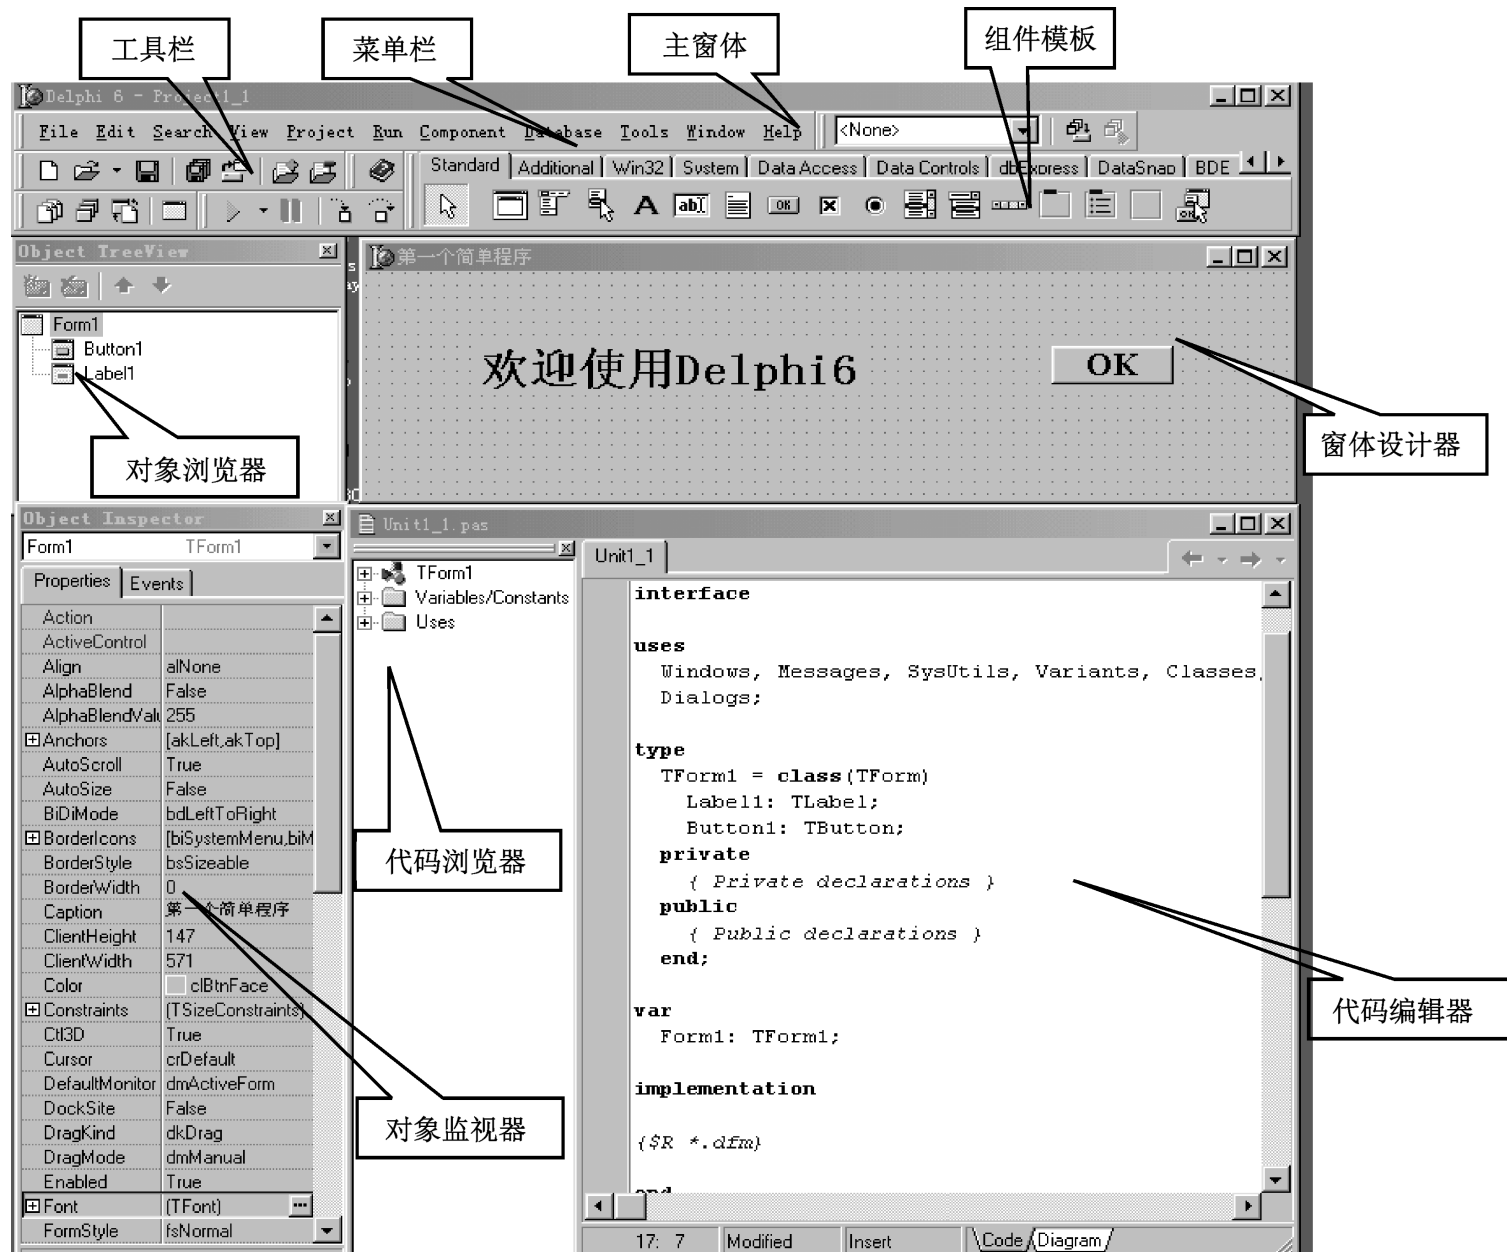 工具栏
菜单栏
主窗体
组件模板
Delphi 6 - Project1_1
File Edit Search View Project Run Component Database Tools Window Help
<None>
Standard Additional Win32 System Data Access Data Controls dbExpress DataSnap BDE
Object TreeView
第一个简单程序
Form1
Button1
Label1
欢迎使用Delphi6
OK
对象浏览器
窗体设计器
Object Inspector
Form1 TForm1
Properties Events
Action
ActiveControl
Align alNone
AlphaBlend False
AlphaBlendValu 255
Anchors [akLeft,akTop]
AutoScroll True
AutoSize False
BiDiMode bdLeftToRight
BorderIcons [biSystemMenu,biM
BorderStyle bsSizeable
BorderWidth 0
Caption 第一个简单程序
ClientHeight 147
ClientWidth 571
Color clBtnFace
Constraints (TSizeConstraints)
Ctl3D True
Cursor crDefault
DefaultMonitor dmActiveForm
DockSite False
DragKind dkDrag
DragMode dmManual
Enabled True
Font (TFont)
FormStyle fsNormal
对象监视器
Unit1_1.pas
TForm1
Variables/Constants
Uses
代码浏览器
Unit1_1
interface
uses
Windows, Messages, SysUtils, Variants, Classes,
Dialogs;
type
TForm1 = class(TForm)
Label1: TLabel;
Button1: TButton;
private
{ Private declarations }
public
{ Public declarations }
end;
var
Form1: TForm1;
implementation
{$R *.dfm}
end
代码编辑器
17: 7 Modified Insert Code Diagram